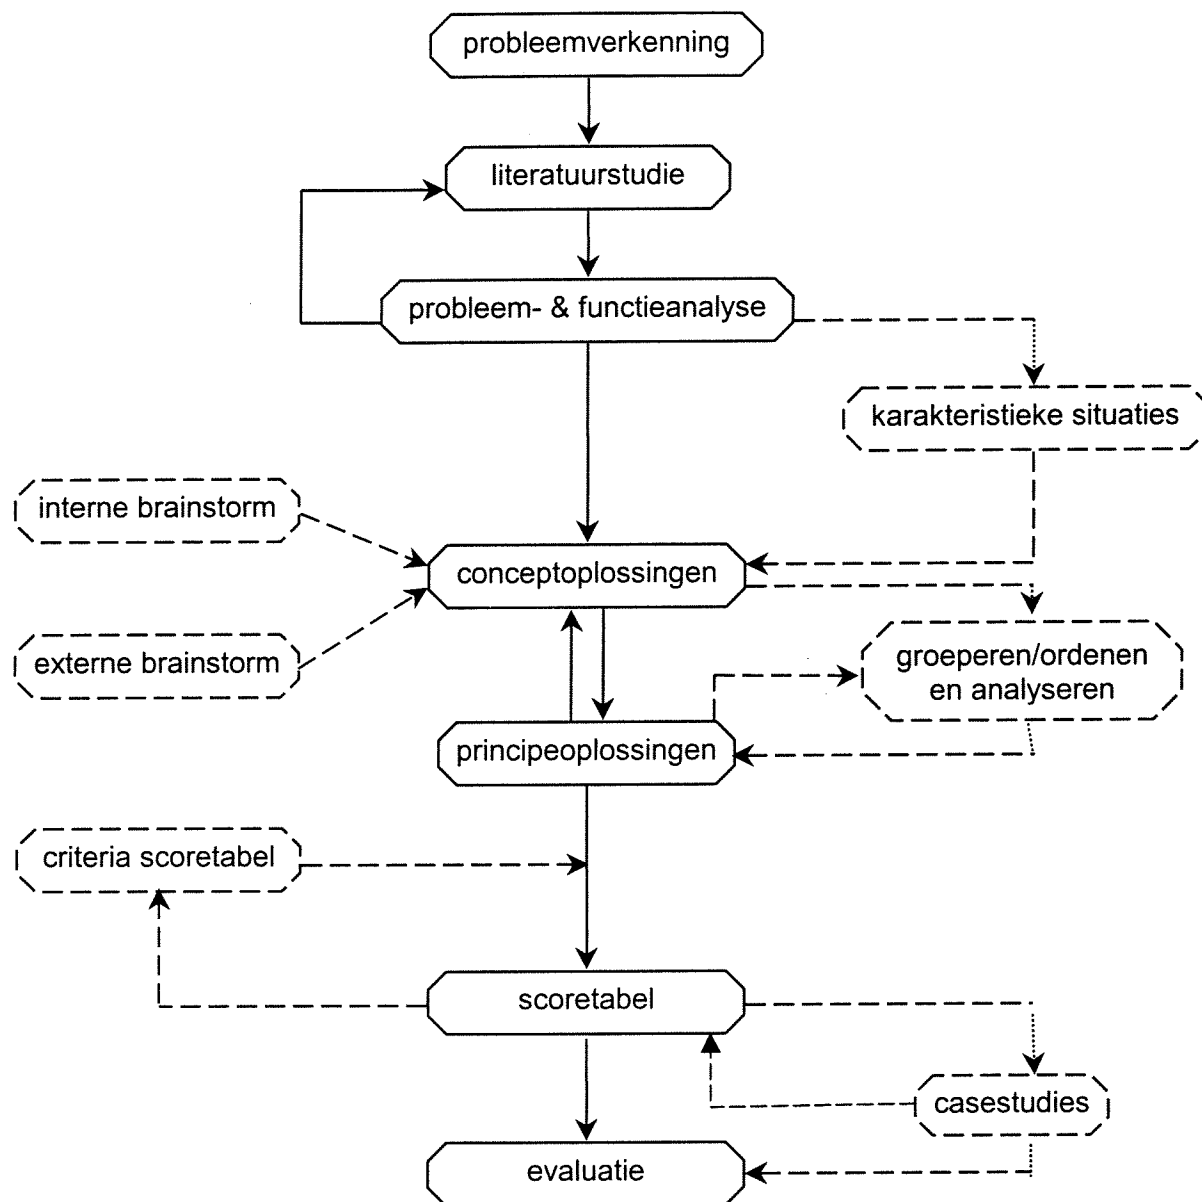 probleemverkenning
literatuurstudie
probleem- & functieanalyse
karakteristieke situaties
interne brainstorm
conceptoplossingen
externe brainstorm
groeperen/ordenen
en analyseren
principeoplossingen
criteria scoretabel
scoretabel
casestudies
evaluatie